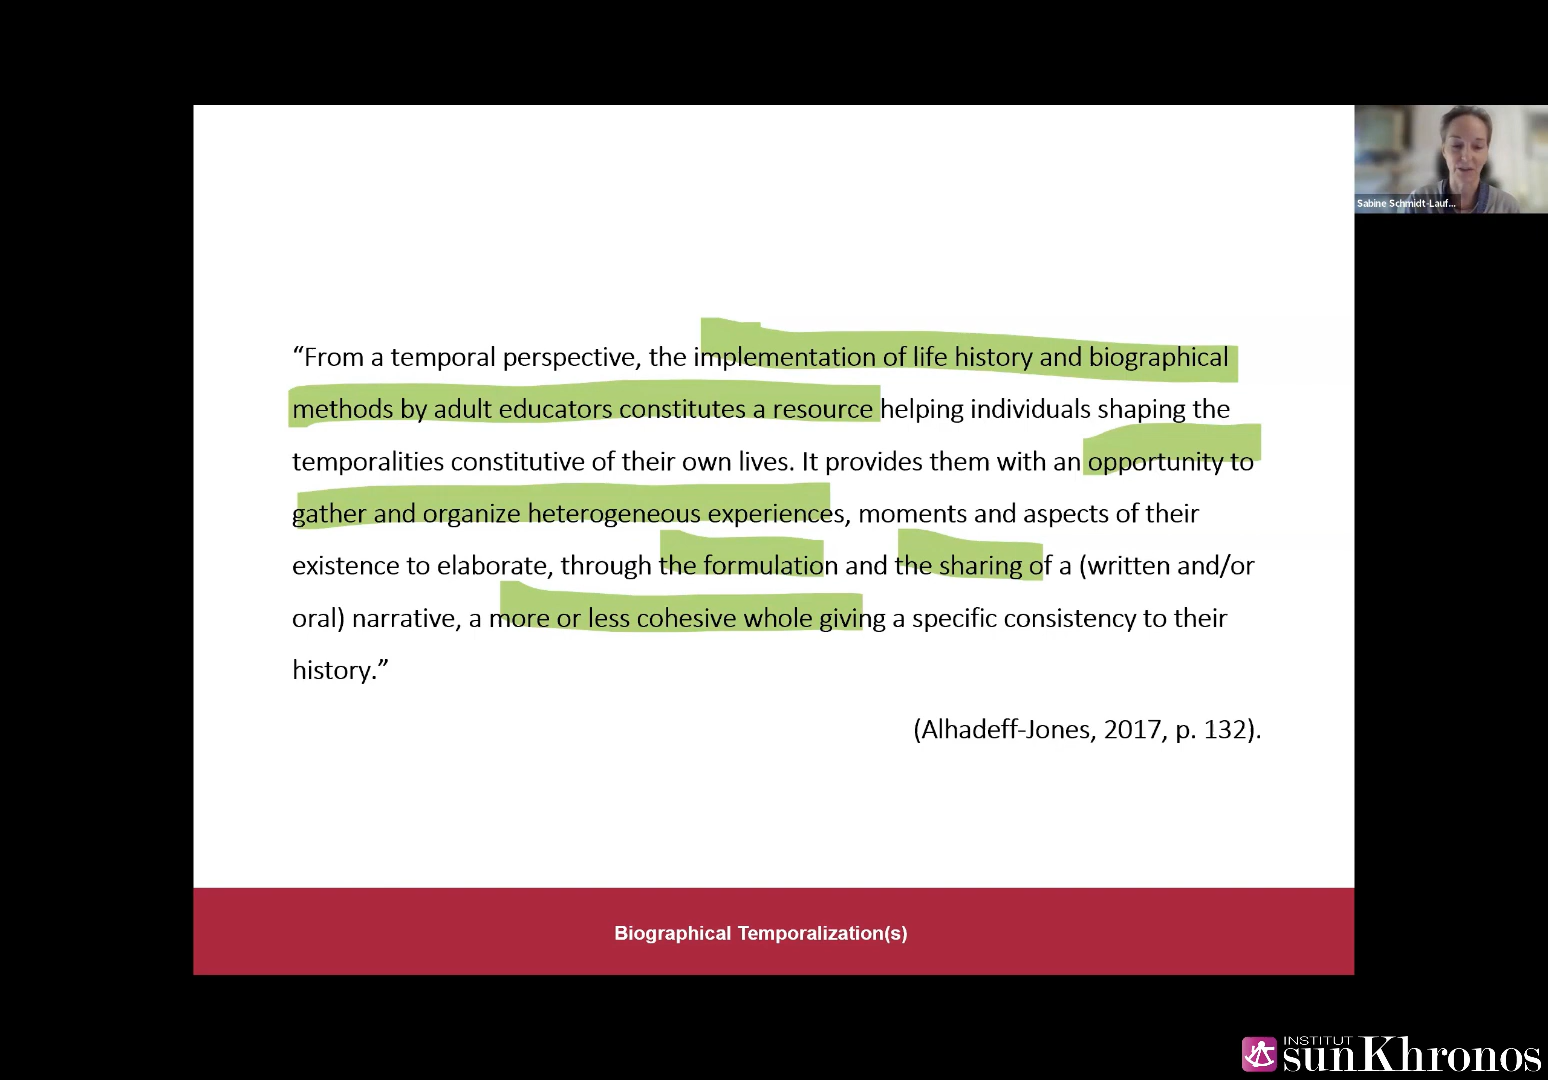 Sabine Schmidt-Lauf...
“From a temporal perspective, the implementation of life history and biographical
methods by adult educators constitutes a resource helping individuals shaping the
temporalities constitutive of their own lives. It provides them with an opportunity to
gather and organize heterogeneous experiences, moments and aspects of their
existence to elaborate, through the formulation and the sharing of a (written and/or
oral) narrative, a more or less cohesive whole giving a specific consistency to their
history.”
(Alhadeff-Jones, 2017, p. 132).
Biographical Temporalization(s)
INSTITUT
sunKhronos